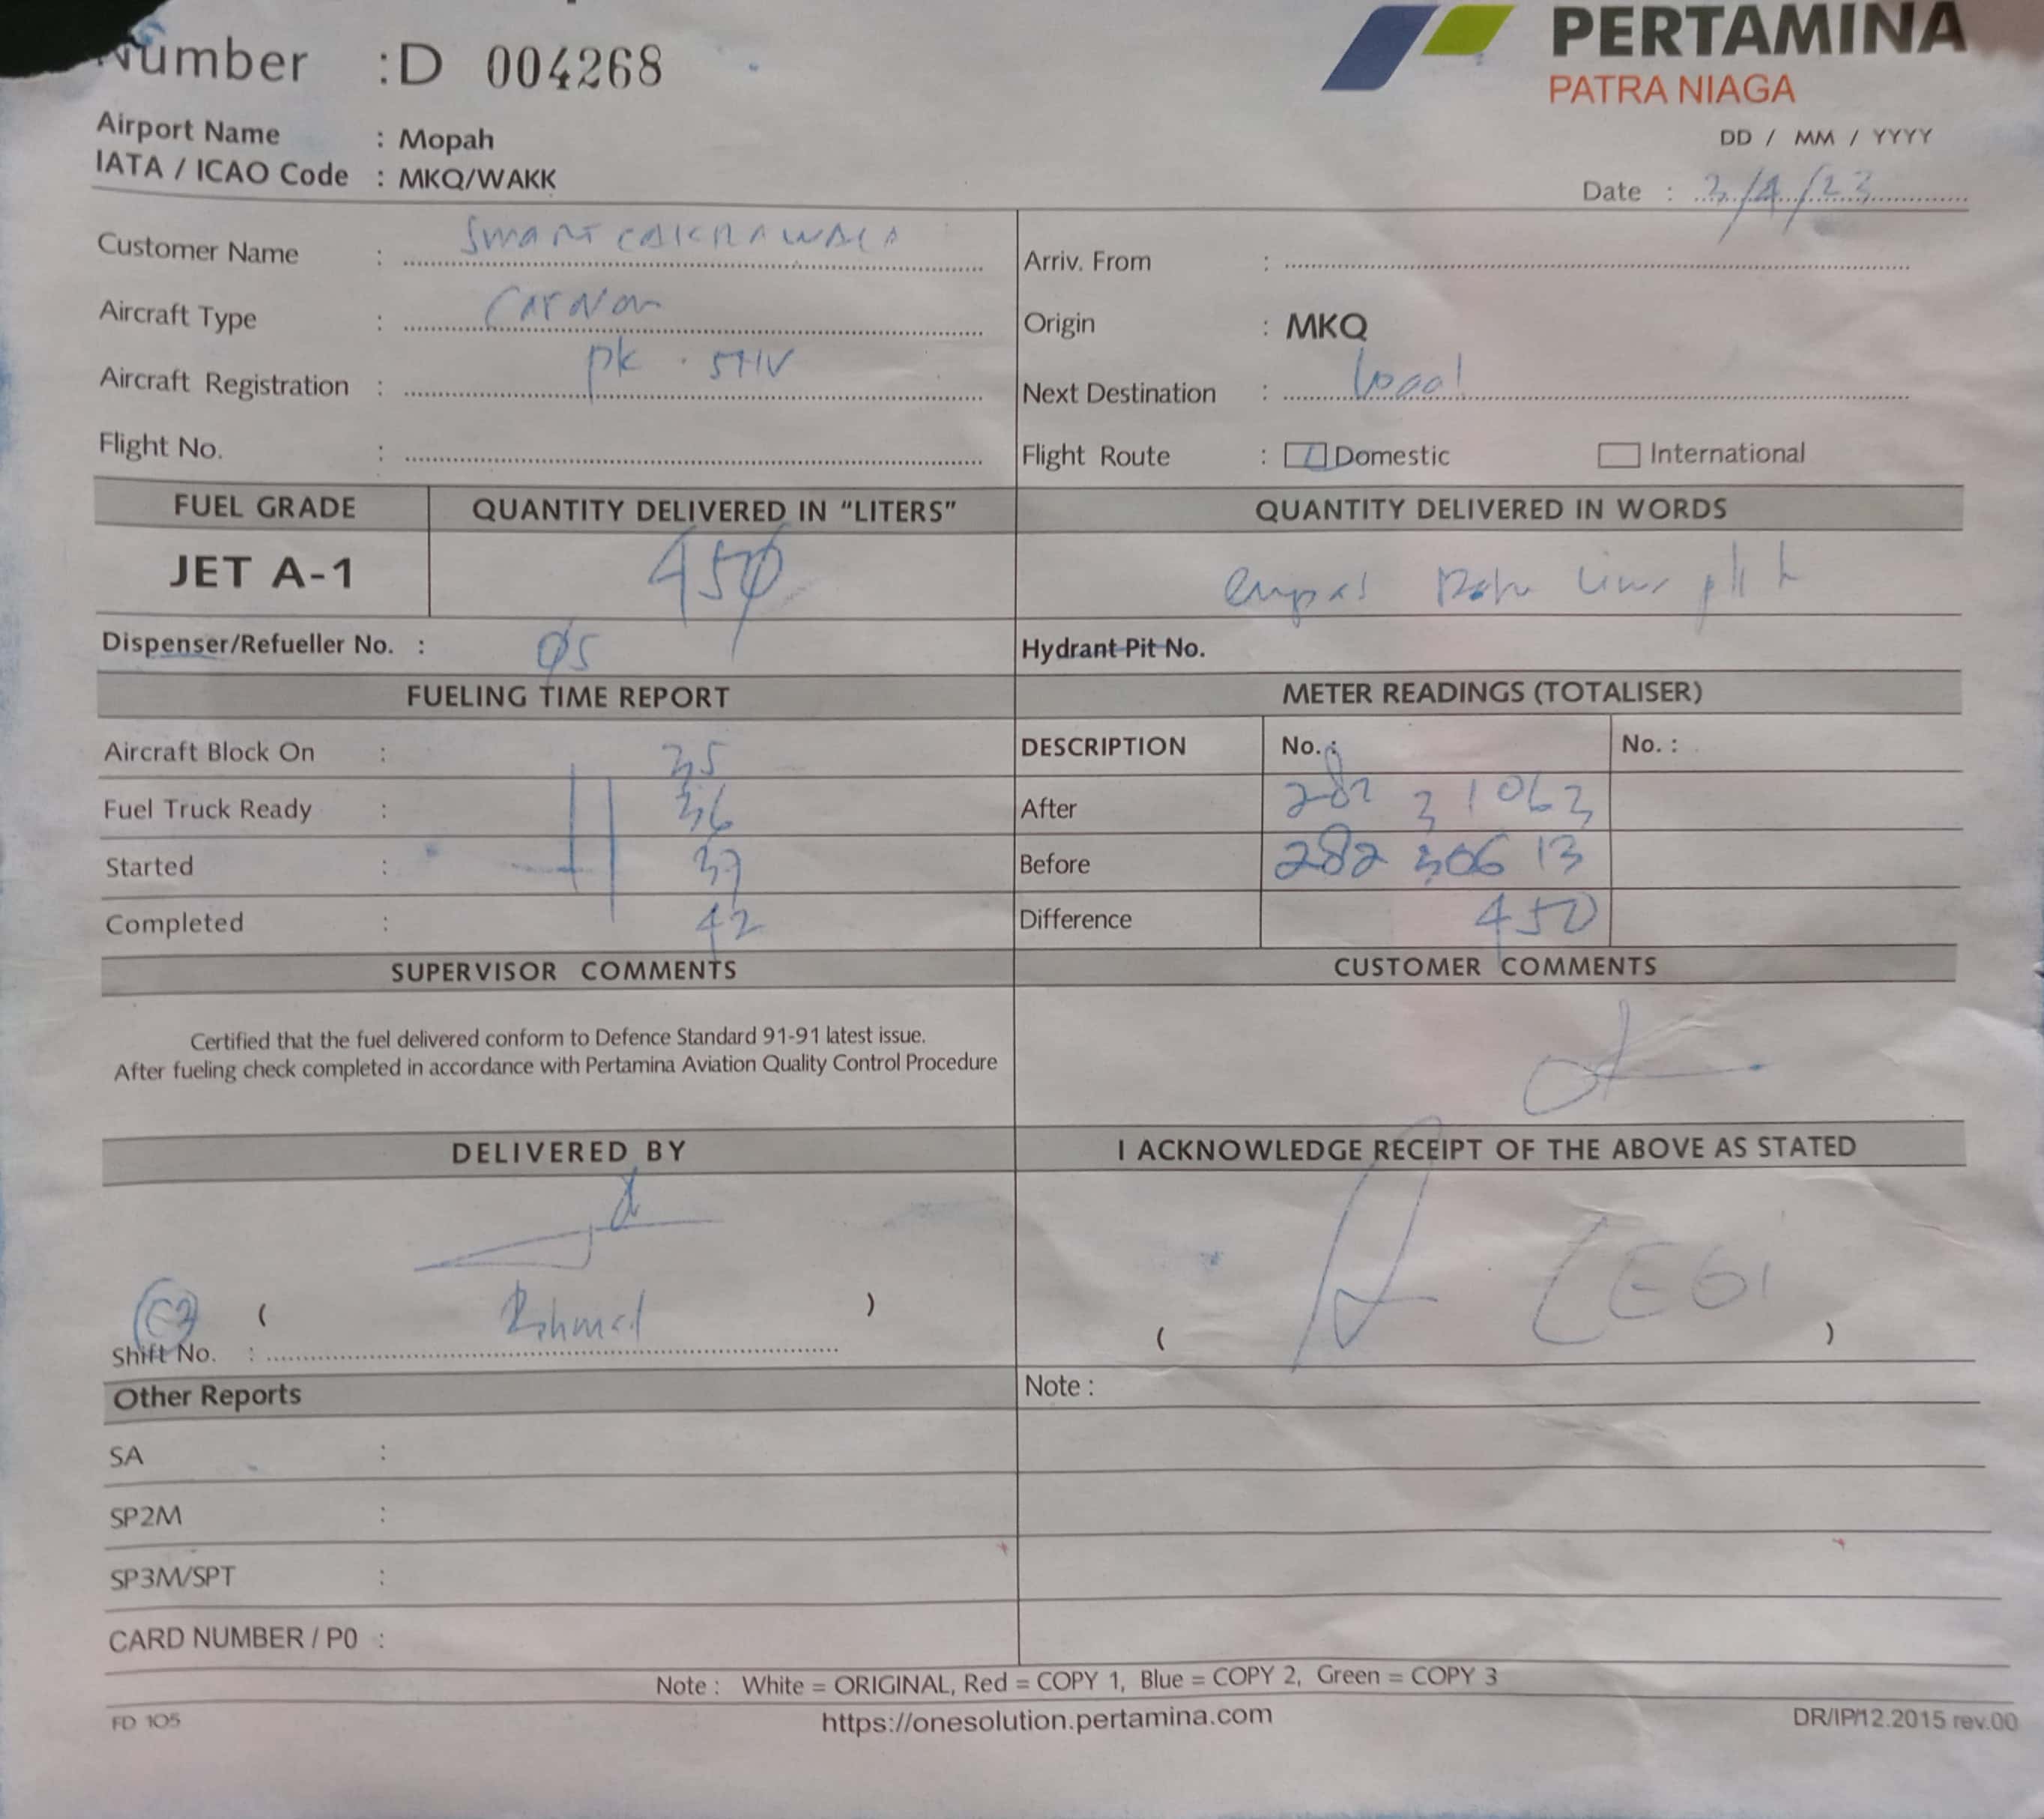 Number : D 004268
PERTAMINA
PATRA NIAGA
Airport Name : Mopah
IATA / ICAO Code : MKQ/WAKK
DD / MM / YYYY
Date : 3/4/23
Customer Name : SMART CAKRAWALA
Arriv. From :
Aircraft Type : Caravan
Origin : MKQ
Aircraft Registration : PK .
Next Destination : local
Flight No. :
Flight Route : Domestic International
FUEL GRADE QUANTITY DELIVERED IN “LITERS” QUANTITY DELIVERED IN WORDS
JET A-1 450 empat
Dispenser/Refueller No. : 05 Hydrant Pit No.
FUELING TIME REPORT METER READINGS (TOTALISER)
Aircraft Block On : 35 DESCRIPTION No. : No. :
Fuel Truck Ready : 36 After 282 31063
Started : 37 Before 282 30613
Completed : 42 Difference 450
SUPERVISOR COMMENTS CUSTOMER COMMENTS
Certified that the fuel delivered conform to Defence Standard 91-91 latest issue.
After fueling check completed in accordance with Pertamina Aviation Quality Control Procedure
ok
DELIVERED BY I ACKNOWLEDGE RECEIPT OF THE ABOVE AS STATED
( Rahmad ) ( )
Shift No. :
Other Reports Note :
SA :
SP2M :
SP3M/SPT :
CARD NUMBER / P0 :
Note : White = ORIGINAL, Red = COPY 1, Blue = COPY 2, Green = COPY 3
FD 105 https://onesolution.pertamina.com DR/IP/12.2015 rev.00